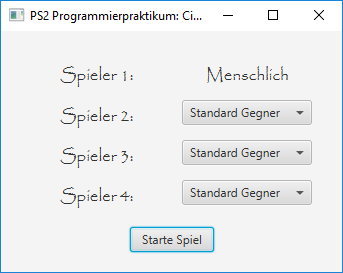 PS2 Programmierpraktikum: Ci...
Spieler 1: Menschlich
Spieler 2: Standard Gegner
Spieler 3: Standard Gegner
Spieler 4: Standard Gegner
Starte Spiel